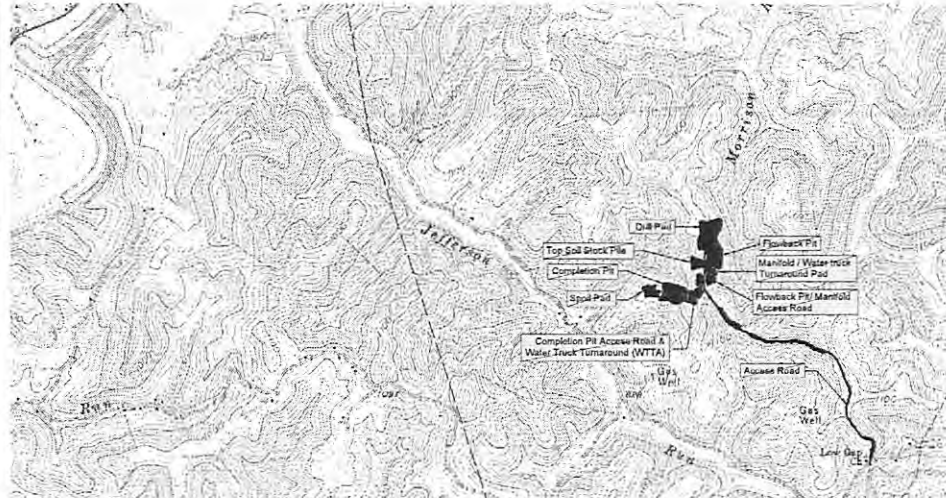 Morrison
Jefferson
Drill Pad
Top Soil Stock Pile
Flowback Pit
Completion Pit
Manifold / Water truck
Turnaround Pad
Spoil Pad
Flowback Pit/ Manifold
Access Road
Completion Pit Access Road &
Water Truck Turnaround (WTTA)
Gas
Well
Access Road
Run
Gas
Well
Low Gap
Run